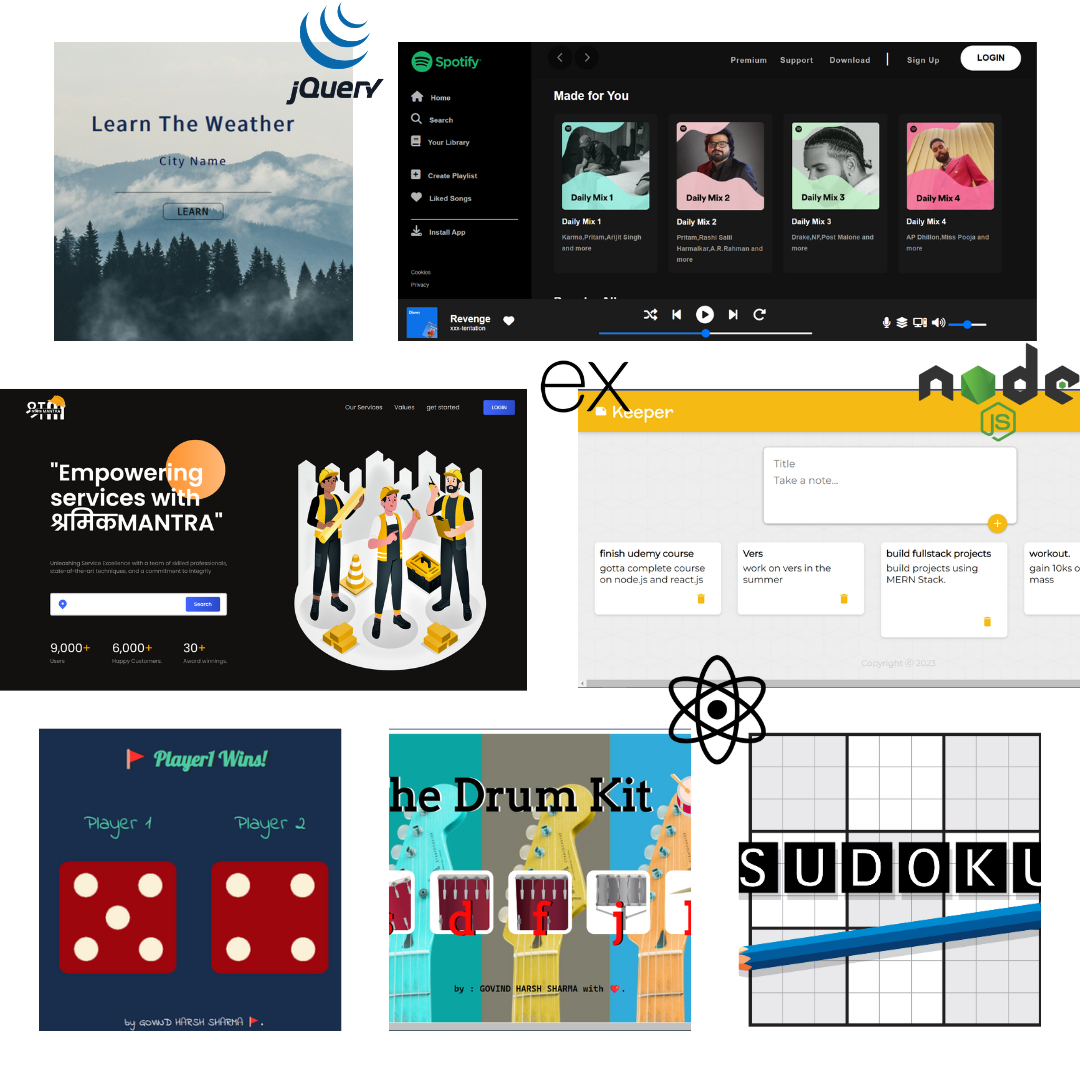 jQuery
Learn The Weather
City Name
LEARN
Spotify
Home
Search
Your Library
Create Playlist
Liked Songs
Install App
Cookies
Privacy
Premium Support Download | Sign Up LOGIN
Made for You
Daily Mix 1
Daily Mix 2
Daily Mix 3
Daily Mix 4
Daily Mix 1
Karma,Pritam,Arijit Singh
and more
Daily Mix 2
Pritam,Rashi Salil
Harmalkar,A.R.Rahman and
more
Daily Mix 3
Drake,NF,Post Malone and
more
Daily Mix 4
AP Dhillon,Miss Pooja and
more
Revenge
xxx-tentation
ex
node
JS
MANTRA
Our Services Values get started LOGIN
"Empowering
services with
श्रमिकMANTRA"
Unleashing Service Excellence with a team of skilled professionals,
state-of-the-art techniques, and a commitment to integrity
Search
9,000+
Users
6,000+
Happy Customers.
30+
Award winnings.
Keeper
Title
Take a note...
finish udemy course
gotta complete course
on node.js and react.js
Vers
work on vers in the
summer
build fullstack projects
build projects using
MERN Stack.
workout.
gain 10ks o
mass
Copyright ⓒ 2023
Player1 Wins!
Player 1
Player 2
by GOVIND HARSH SHARMA .
he Drum Kit
d
f
j
by : GOVIND HARSH SHARMA with ❤.
SUDOKU